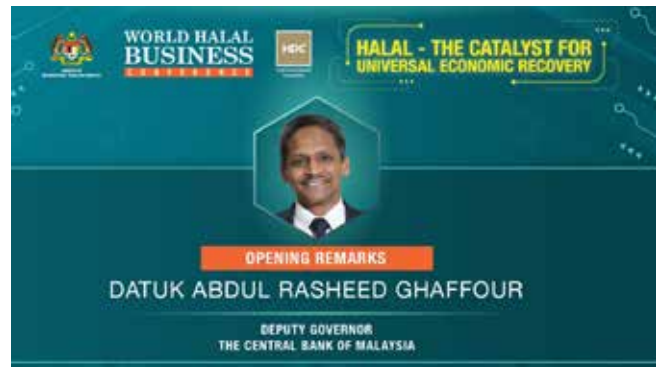 WORLD HALAL
BUSINESS
CONFERENCE
HDC
HALAL - THE CATALYST FOR
UNIVERSAL ECONOMIC RECOVERY
OPENING REMARKS
DATUK ABDUL RASHEED GHAFFOUR
DEPUTY GOVERNOR
THE CENTRAL BANK OF MALAYSIA